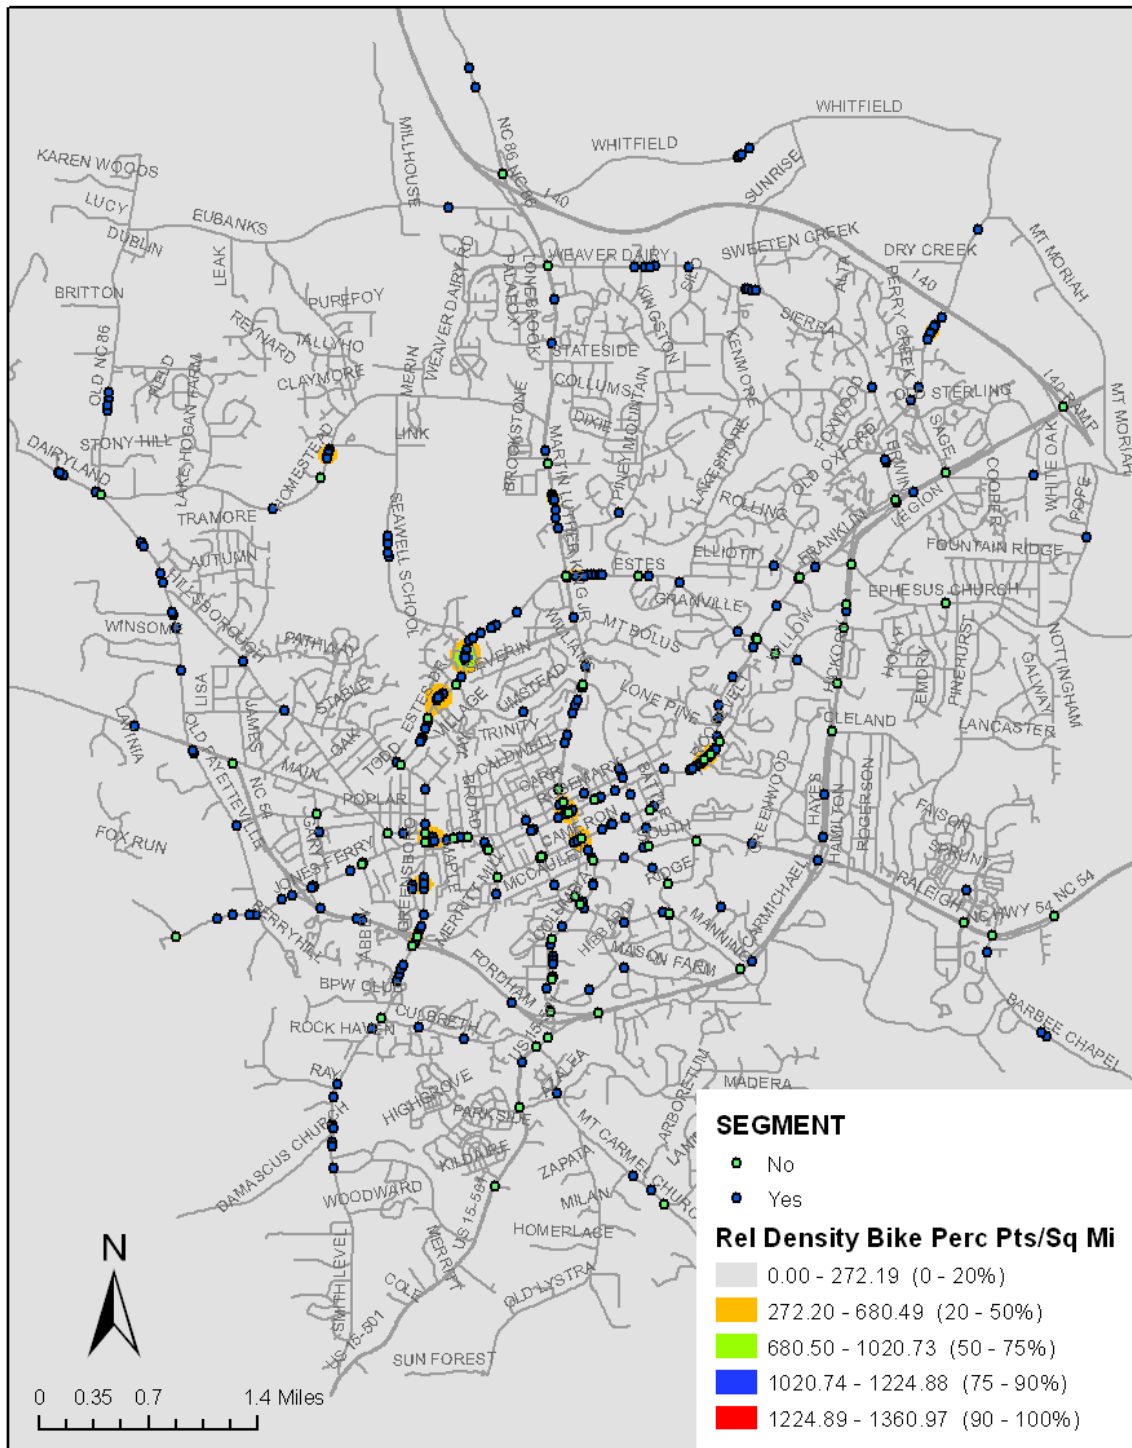 WHITFIELD
WHITFIELD
NC 86 NC 86
MILLHOUSE
KAREN WOODS
SUNRISE
I 40
LUCY
EUBANKS
DUBLIN
LEAK
WEAVER DAIRY
SWEETEN CREEK
DRY CREEK
MT MORIAH
I 40
BRITTON
PUREFOY
REYNARD
TALLYHO
WEAVER DAIRY RD
PALAFOX
LONEBROOK
KINGSTON
SILO
ALTA
PERRY CREEK
SIERRA
OLD NC 86
FIELD
LAKE HOGAN FARM
CLAYMORE
MERIN
STATESIDE
COLLUMS
KENMORE
FOXWOOD
OLD STERLING
I 40 RAMP
MT MORIAH
STONY HILL
DAIRYLAND
HOMESTEAD
LINK
BROOKSTONE
DIXIE
PINEY MOUNTAIN
LAKESHORE
OLD OXFORD
ERWIN
SAGE
WHITE OAK
COOPER
POPE
TRAMORE
SEAWELL SCHOOL
MARTIN LUTHER KING JR
ROLLING
LEGION
FRANKLIN
AUTUMN
ESTES
ELLIOTT
FOUNTAIN RIDGE
HILLSBOROUGH
GRANVILLE
EPHESUS CHURCH
WINSOME
PATHWAY
SEVERIN
WILLIAMS
MT BOLUS
WILLOW
HICKORY
HOLLY
EMORY
PINEHURST
GALWAY
NOTTINGHAM
LISA
STABLE
ESTES DR
VILLAGE
UMSTEAD
LONE PINE
ROOSEVELT
LAVINIA
JAMES
OAK
TRINITY
CLELAND
LANCASTER
OLD FAYETTEVILLE
MAIN
TODD
CALDWELL
NC 54
POPLAR
BROAD
CARR
ROSEMARY
BATTLE
GREENWOOD
HAYES
HAMILTON
ROGERSON
FAISON
FOX RUN
GARY
CAMERON
SOUTH
SPRUNT
JONES FERRY
GREENSBORO
MAPLE
MERRITT MILL
MCCAULEY
RIDGE
CARMICHAEL
RALEIGH
NC HWY 54
NC 54
BERRYHILL
ABBEY
COLUMBIA
HIBBARD
MANNING
MASON FARM
BPW CLUB
FORDHAM
ROCK HAVEN
CULBRETH
US 15-501
BARBEE CHAPEL
RAY
AZALEA
HIGHGROVE
ARBORETUM
MADERA
PARKSIDE
DAMASCUS CHURCH
KILDAIRE
MT CARMEL CHURC
ZAPATA
WOODWARD
US 15-501
MILAN
HOMEPLACE
MERRITT
SMITH LEVEL
COLE
OLD LYSTRA
US 15-501
SUN FOREST
SEGMENT
No
Yes
Rel Density Bike Perc Pts/Sq Mi
0.00 - 272.19 (0 - 20%)
272.20 - 680.49 (20 - 50%)
680.50 - 1020.73 (50 - 75%)
1020.74 - 1224.88 (75 - 90%)
1224.89 - 1360.97 (90 - 100%)
N
0 0.35 0.7 1.4 Miles